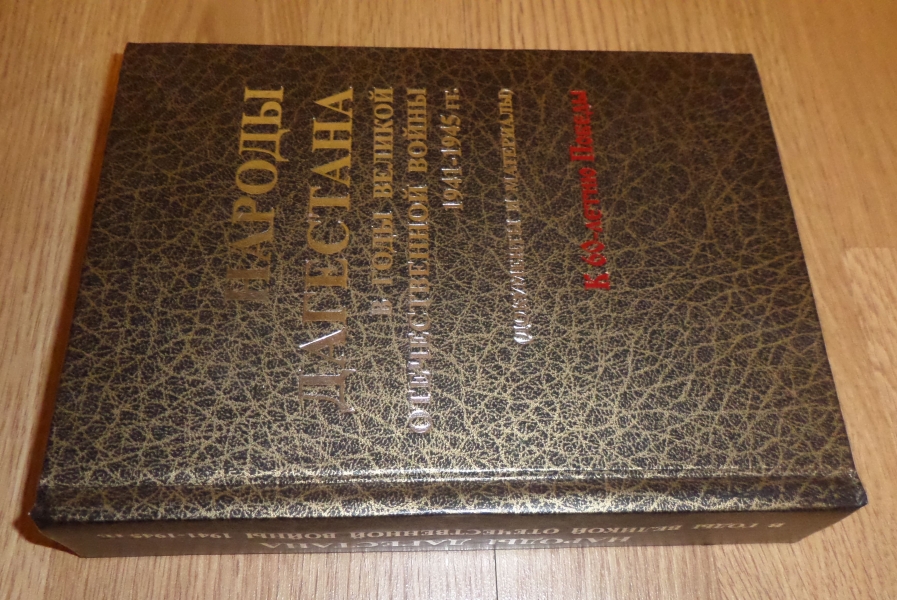 НАРОДЫ
ДАГЕСТАНА
В ГОДЫ ВЕЛИКОЙ
ОТЕЧЕСТВЕННОЙ ВОЙНЫ
1941-1945 гг.
(ДОКУМЕНТЫ И МАТЕРИАЛЫ)
К 60-летию Победы
НАРОДЫ ДАГЕСТАНА
В ГОДЫ ВЕЛИКОЙ ОТЕЧЕСТВЕННОЙ ВОЙНЫ 1941-1945 гг.